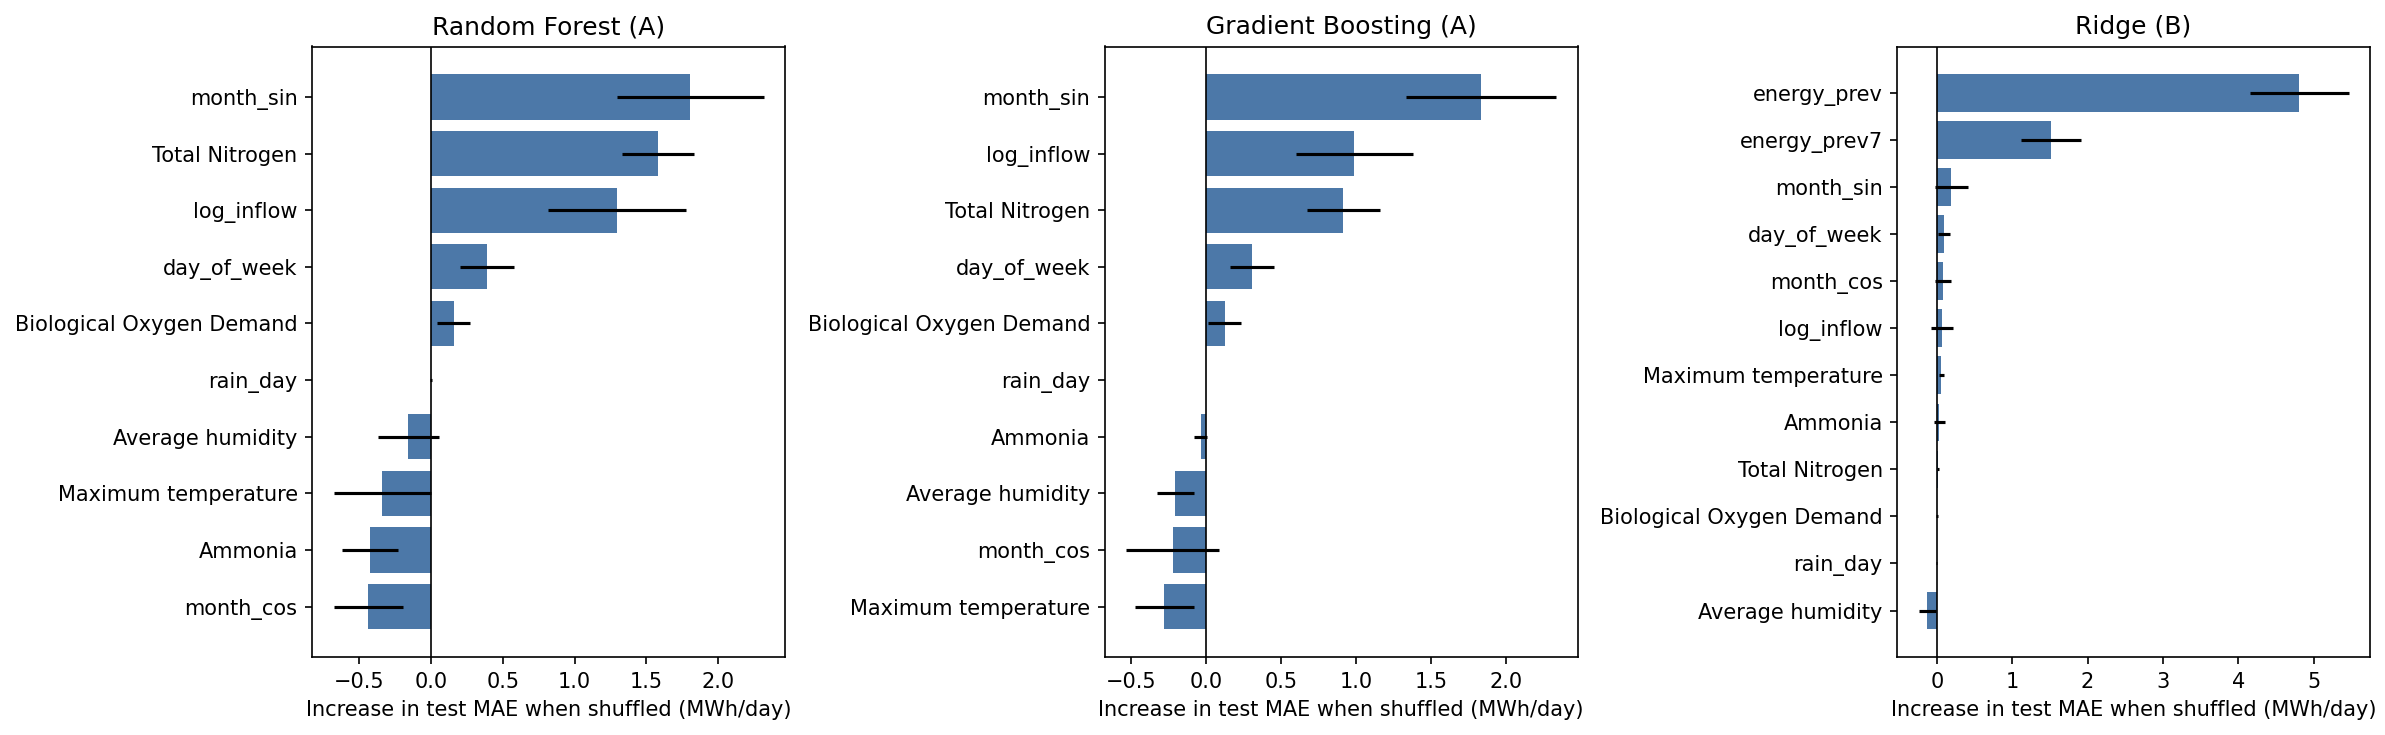 Random Forest (A)
month_sin
Total Nitrogen
log_inflow
day_of_week
Biological Oxygen Demand
rain_day
Average humidity
Maximum temperature
Ammonia
month_cos
−0.5 0.0 0.5 1.0 1.5 2.0
Increase in test MAE when shuffled (MWh/day)
Gradient Boosting (A)
month_sin
log_inflow
Total Nitrogen
day_of_week
Biological Oxygen Demand
rain_day
Ammonia
Average humidity
month_cos
Maximum temperature
−0.5 0.0 0.5 1.0 1.5 2.0
Increase in test MAE when shuffled (MWh/day)
Ridge (B)
energy_prev
energy_prev7
month_sin
day_of_week
month_cos
log_inflow
Maximum temperature
Ammonia
Total Nitrogen
Biological Oxygen Demand
rain_day
Average humidity
0 1 2 3 4 5
Increase in test MAE when shuffled (MWh/day)